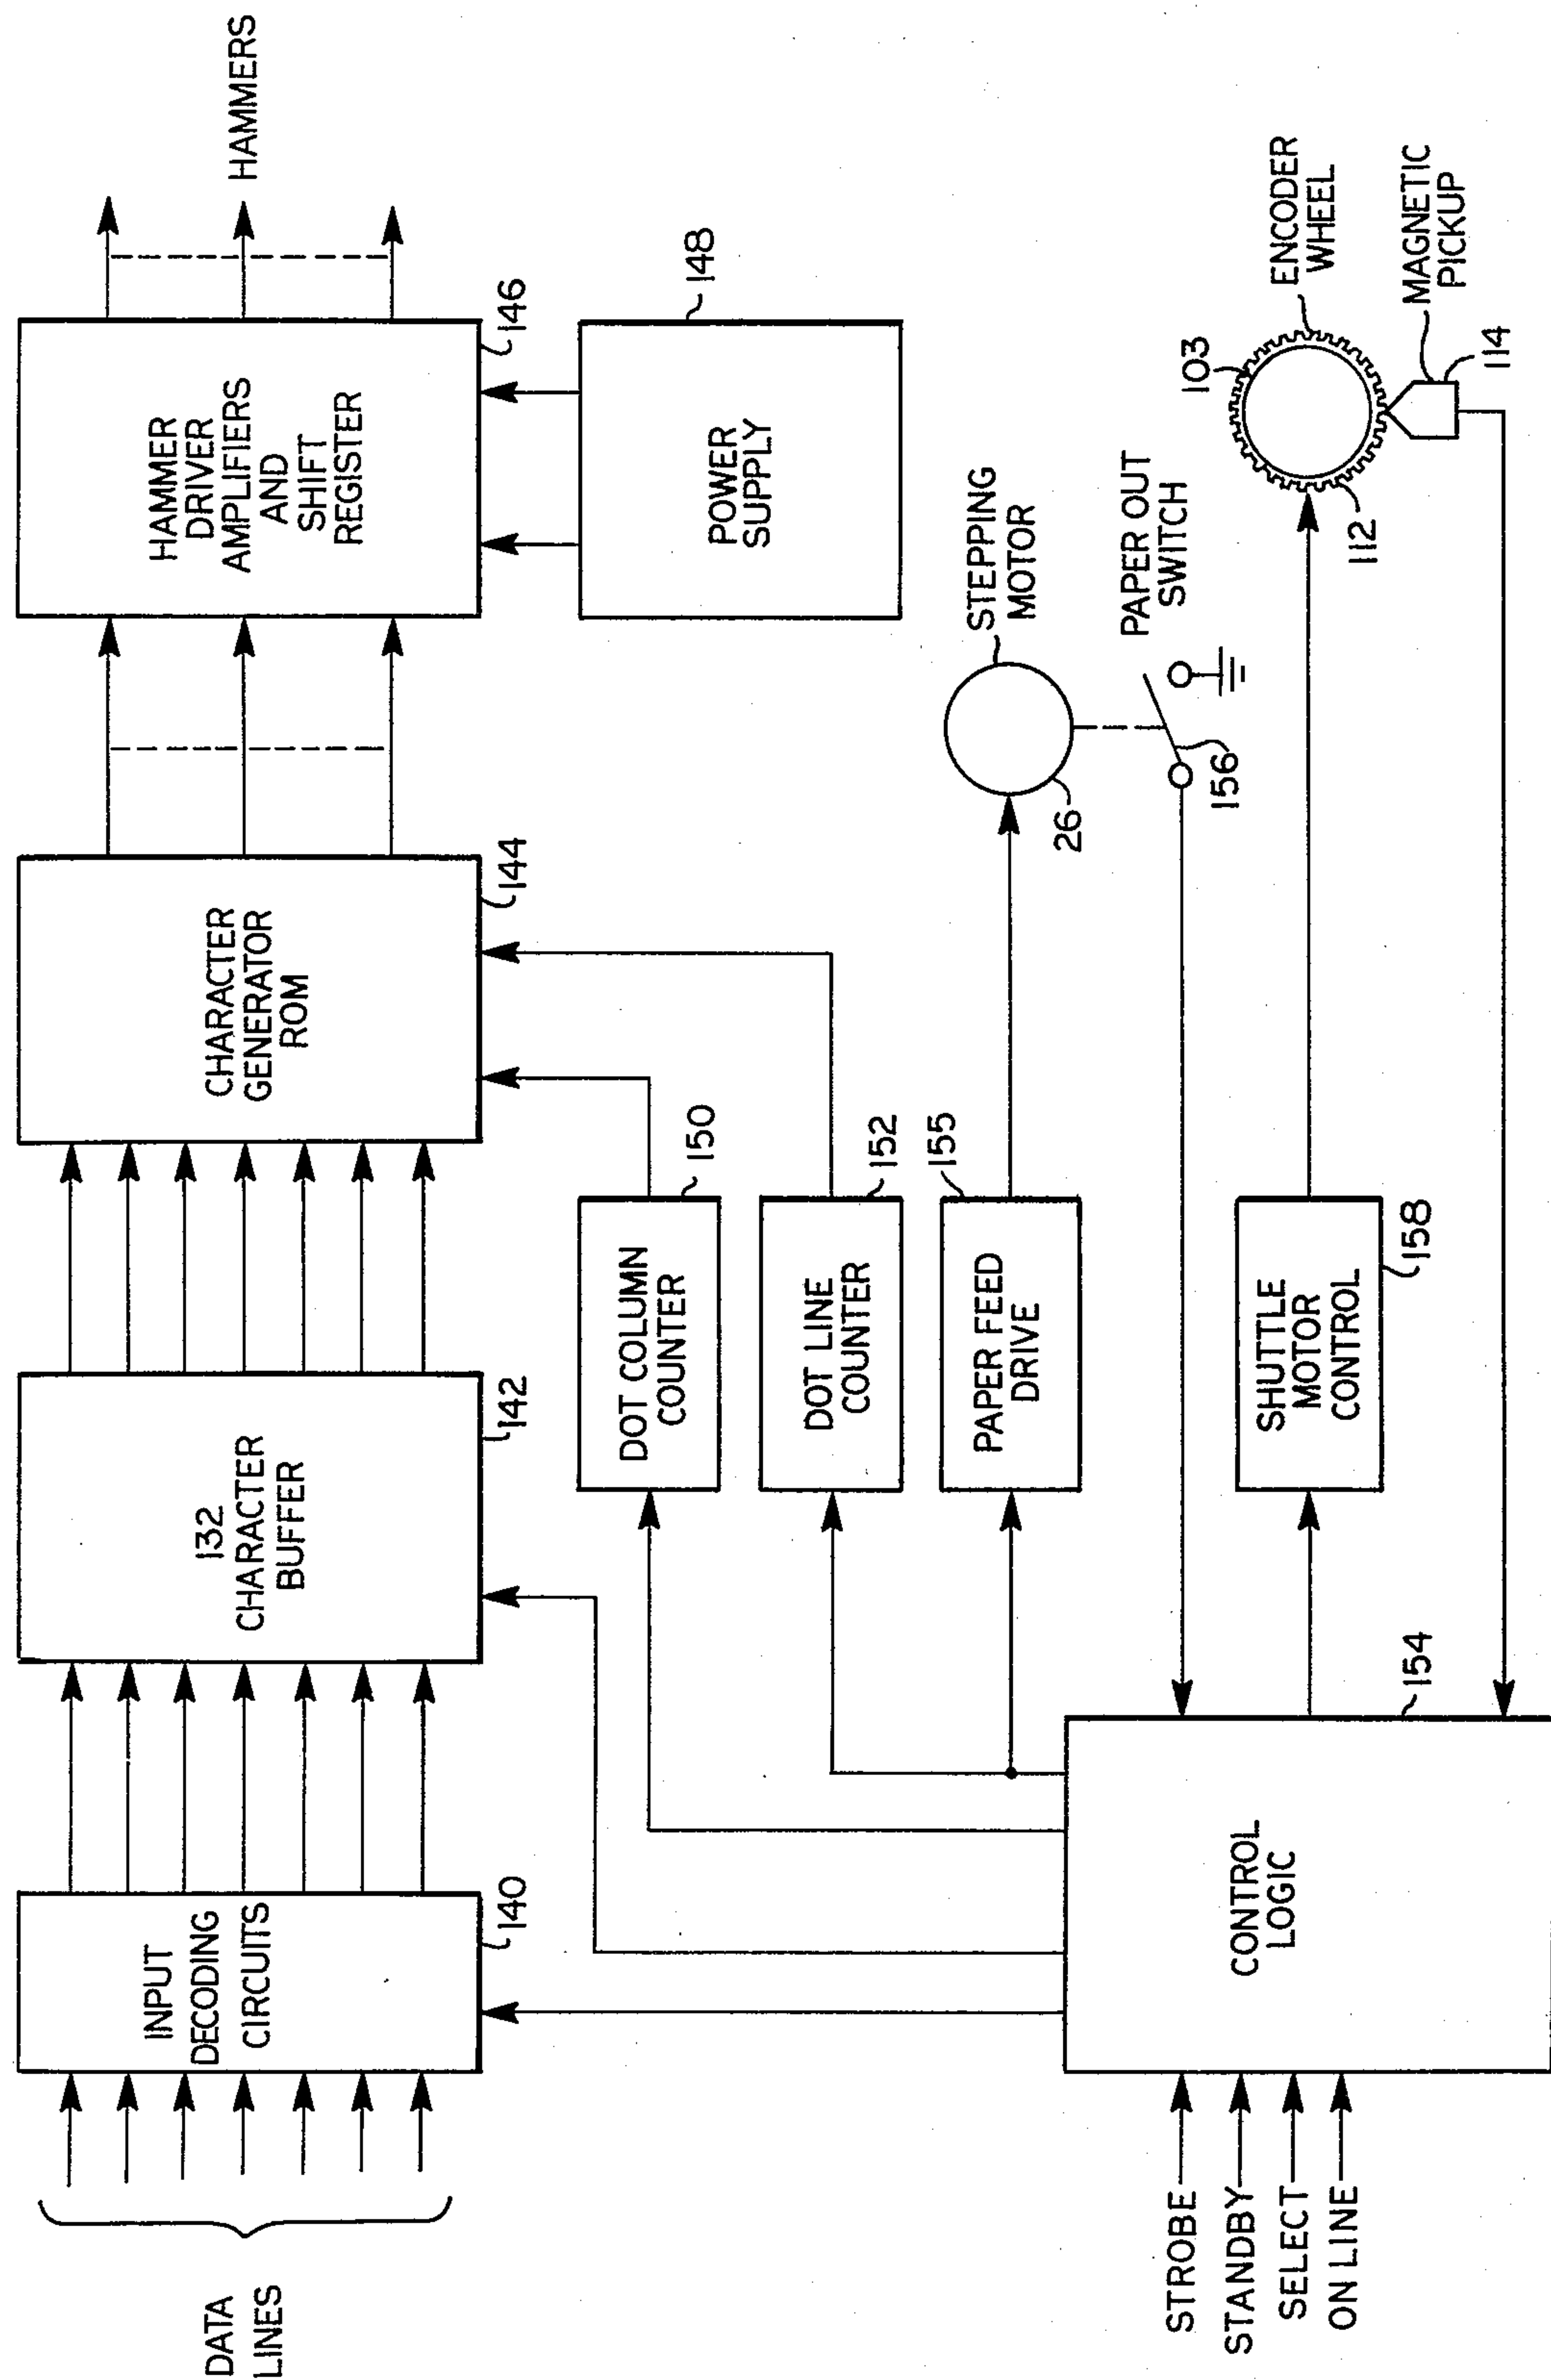 DATA
LINES
INPUT
DECODING
CIRCUITS
140
132
CHARACTER
BUFFER
142
CHARACTER
GENERATOR
ROM
144
HAMMER
DRIVER
AMPLIFIERS
AND
SHIFT
REGISTER
146
HAMMERS
POWER
SUPPLY
148
DOT COLUMN
COUNTER
150
DOT LINE
COUNTER
152
PAPER FEED
DRIVE
155
STEPPING
MOTOR
26
PAPER OUT
SWITCH
156
STROBE
STANDBY
SELECT
ON LINE
CONTROL
LOGIC
154
SHUTTLE
MOTOR
CONTROL
158
103
112
ENCODER
WHEEL
MAGNETIC
PICKUP
114